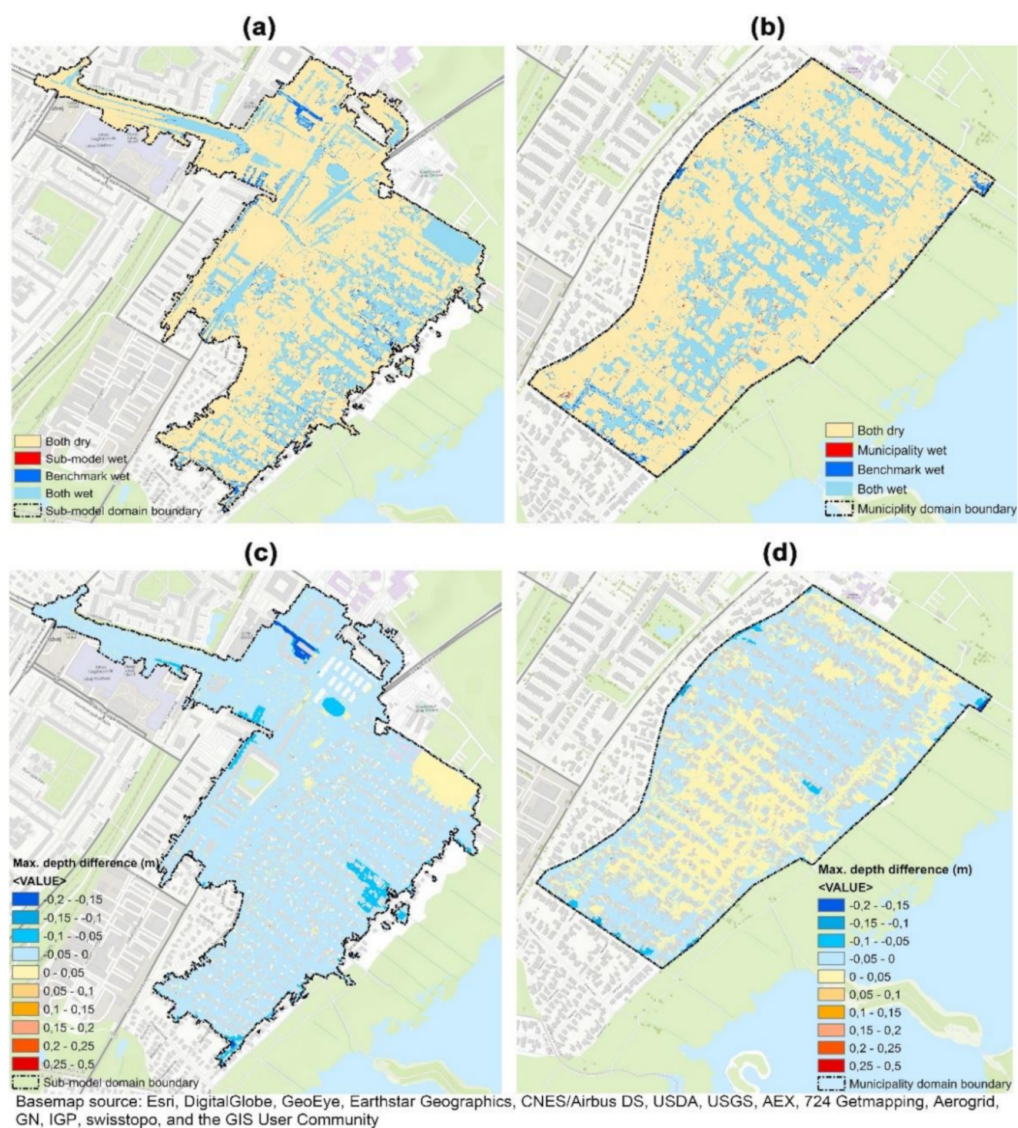 (a)
(b)
Both dry
Sub-model wet
Benchmark wet
Both wet
Sub-model domain boundary
Both dry
Municipality wet
Benchmark wet
Both wet
Municiplity domain boundary
(c)
(d)
Max. depth difference (m)
<VALUE>
-0,2 - -0,15
-0,15 - -0,1
-0,1 - -0,05
-0,05 - 0
0 - 0,05
0,05 - 0,1
0,1 - 0,15
0,15 - 0,2
0,2 - 0,25
0,25 - 0,5
Sub-model domain boundary
Max. depth difference (m)
<VALUE>
-0,2 - -0,15
-0,15 - -0,1
-0,1 - -0,05
-0,05 - 0
0 - 0,05
0,05 - 0,1
0,1 - 0,15
0,15 - 0,2
0,2 - 0,25
0,25 - 0,5
Municipality domain boundary
Basemap source: Esri, DigitalGlobe, GeoEye, Earthstar Geographics, CNES/Airbus DS, USDA, USGS, AEX, 724 Getmapping, Aerogrid,
GN, IGP, swisstopo, and the GIS User Community